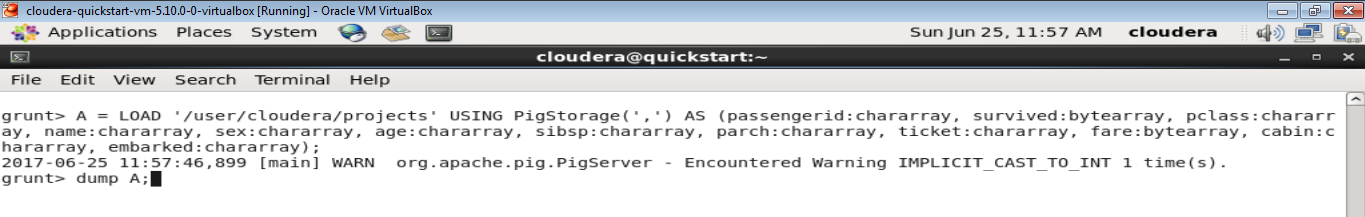 cloudera-quickstart-vm-5.10.0-0-virtualbox [Running] - Oracle VM VirtualBox
Applications Places System Sun Jun 25, 11:57 AM cloudera
cloudera@quickstart:~
File Edit View Search Terminal Help
grunt> A = LOAD '/user/cloudera/projects' USING PigStorage(',') AS (passengerid:chararray, survived:bytearray, pclass:chararr
ay, name:chararray, sex:chararray, age:chararray, sibsp:chararray, parch:chararray, ticket:chararray, fare:bytearray, cabin:c
hararray, embarked:chararray);
2017-06-25 11:57:46,899 [main] WARN  org.apache.pig.PigServer - Encountered Warning IMPLICIT_CAST_TO_INT 1 time(s).
grunt> dump A;